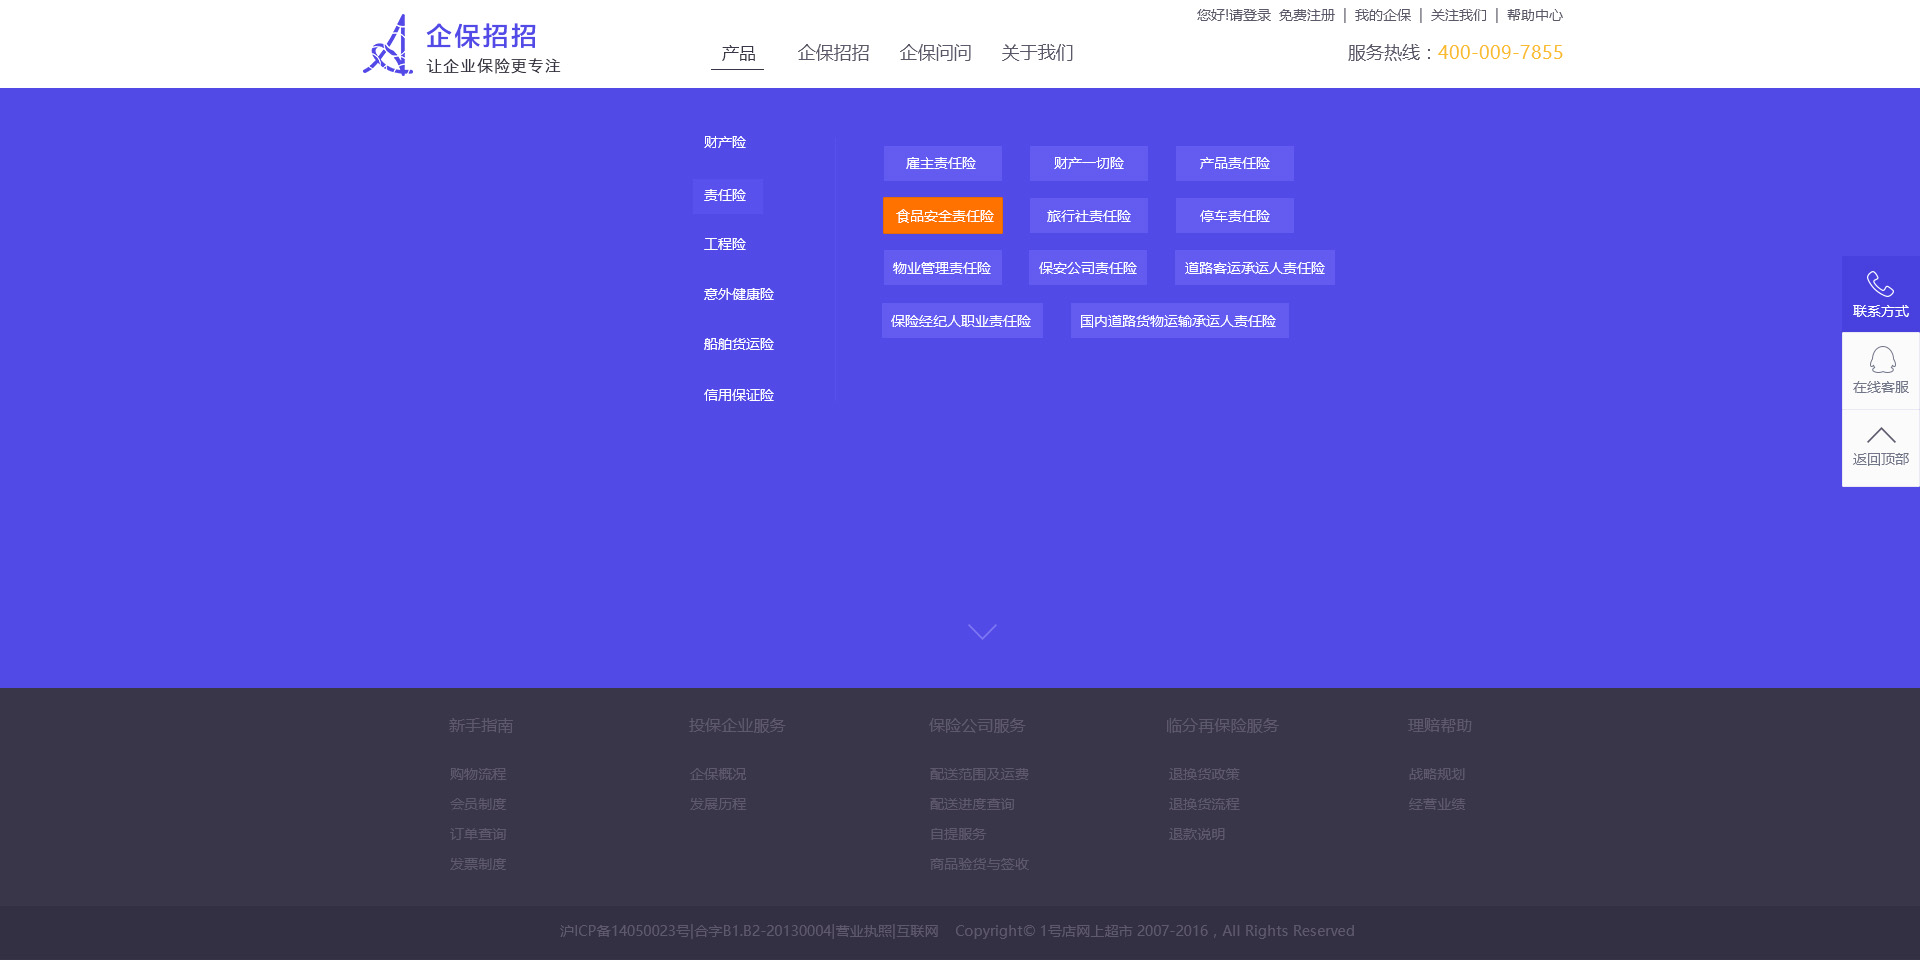 您好!请登录 免费注册 | 我的企保 | 关注我们 | 帮助中心
企保招招
让企业保险更专注
产品 企保招招 企保问问 关于我们
服务热线：400-009-7855
财产险
责任险
工程险
意外健康险
船舶货运险
信用保证险
雇主责任险 财产一切险 产品责任险
食品安全责任险 旅行社责任险 停车责任险
物业管理责任险 保安公司责任险 道路客运承运人责任险
保险经纪人职业责任险 国内道路货物运输承运人责任险
联系方式
在线客服
返回顶部
新手指南
购物流程
会员制度
订单查询
发票制度
投保企业服务
企保概况
发展历程
保险公司服务
配送范围及运费
配送进度查询
自提服务
商品验货与签收
临分再保险服务
退换货政策
退换货流程
退款说明
理赔帮助
战略规划
经营业绩
沪ICP备14050023号|合字B1.B2-20130004|营业执照|互联网 Copyright© 1号店网上超市 2007-2016，All Rights Reserved